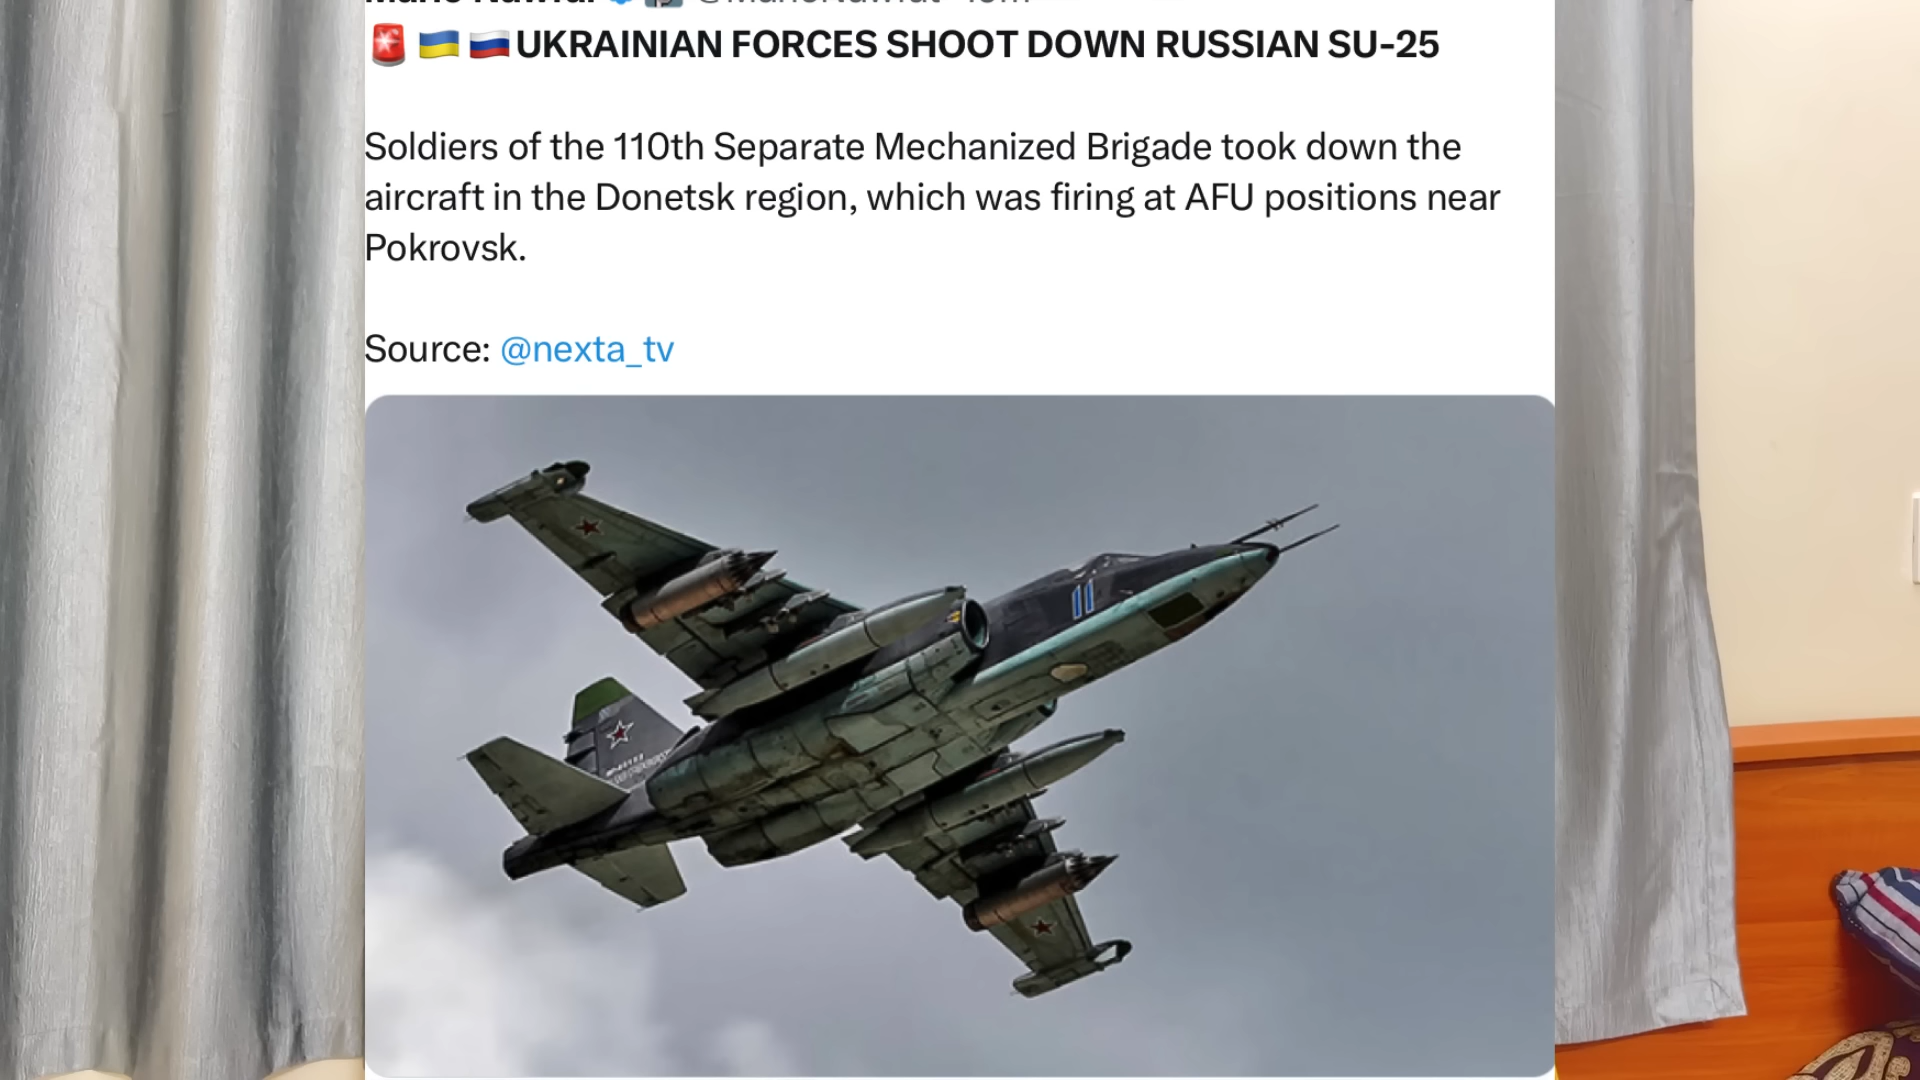 🚨🇺🇦🇷🇺UKRAINIAN FORCES SHOOT DOWN RUSSIAN SU-25
Soldiers of the 110th Separate Mechanized Brigade took down the
aircraft in the Donetsk region, which was firing at AFU positions near
Pokrovsk.
Source: @nexta_tv
11